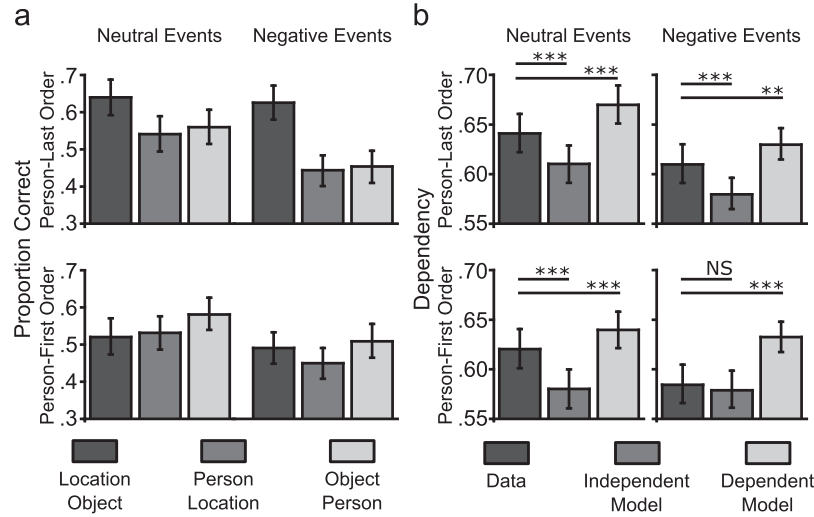 a
b
Neutral Events
Negative Events
Neutral Events
Negative Events
Proportion Correct
Person-Last Order
.7
.6
.5
.4
.3
Person-First Order
.7
.6
.5
.4
.3
Dependency
Person-Last Order
.70
.65
.60
.55
***
***
***
**
Person-First Order
.70
.65
.60
.55
***
***
NS
***
Location
Object
Person
Location
Object
Person
Data
Independent
Model
Dependent
Model